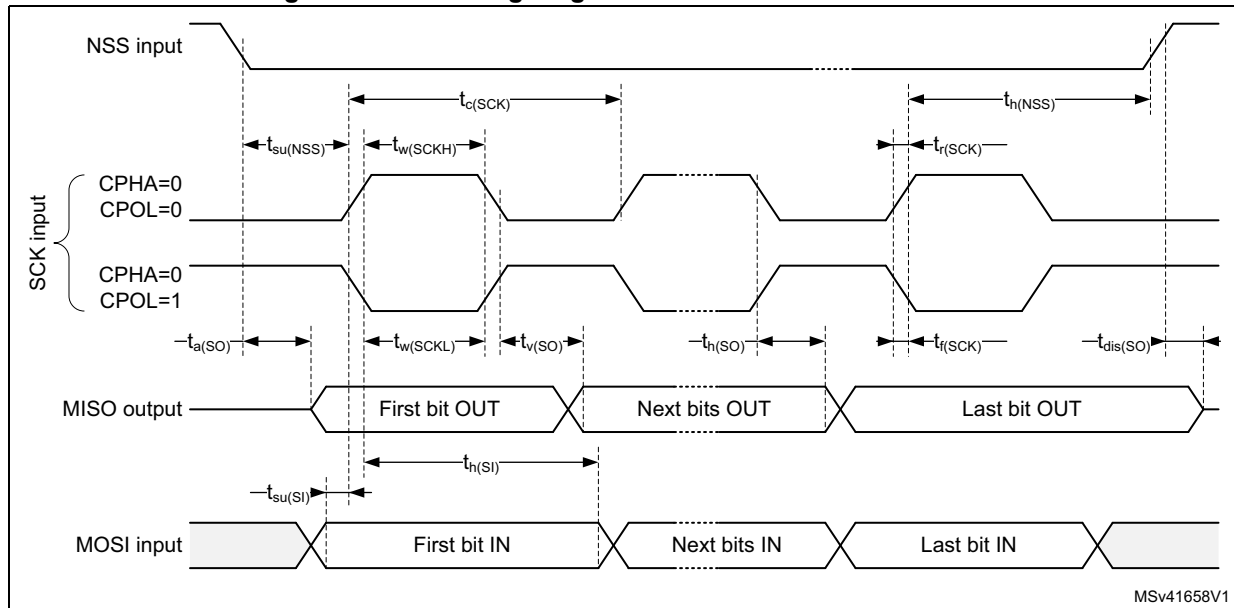 NSS input
tc(SCK)
th(NSS)
tsu(NSS)
tw(SCKH)
tr(SCK)
SCK input
CPHA=0
CPOL=0
CPHA=0
CPOL=1
ta(SO)
tw(SCKL)
tv(SO)
th(SO)
tf(SCK)
tdis(SO)
MISO output
First bit OUT
Next bits OUT
Last bit OUT
th(SI)
tsu(SI)
MOSI input
First bit IN
Next bits IN
Last bit IN
MSv41658V1